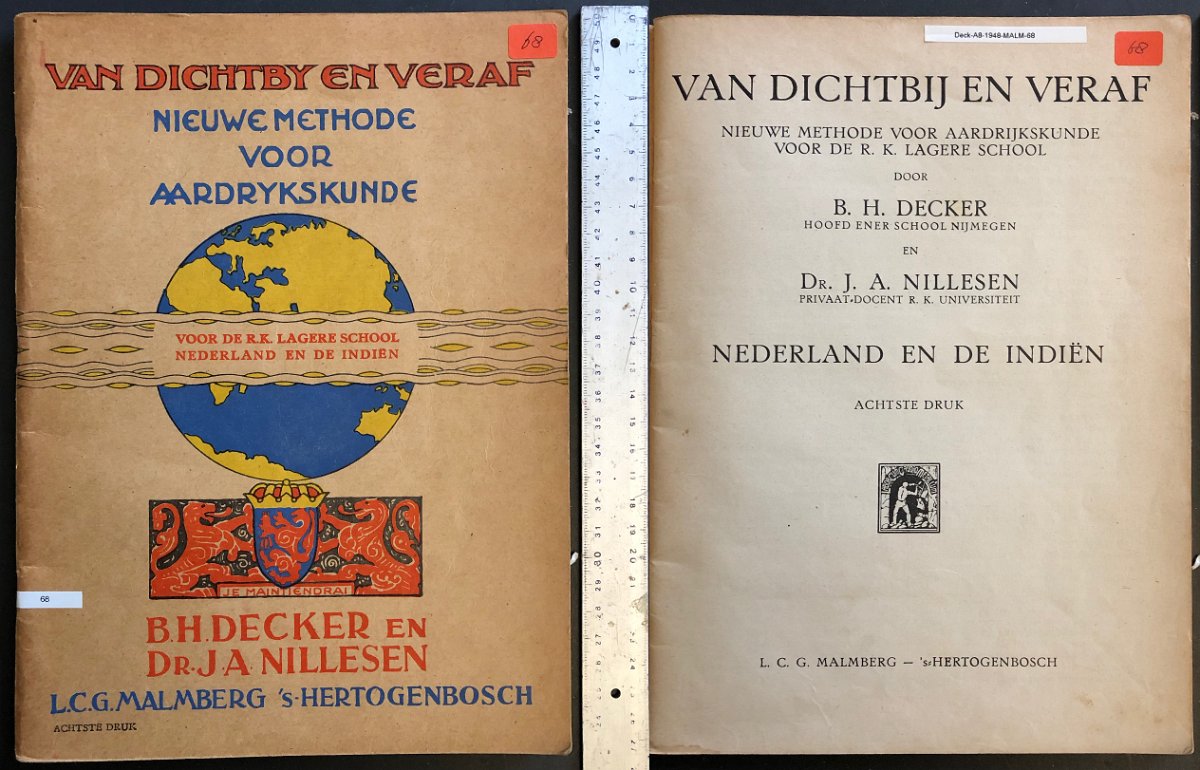 68
VAN DICHTBY EN VERAF
NIEUWE METHODE
VOOR
AARDRYKSKUNDE
VOOR DE R.K. LAGERE SCHOOL
NEDERLAND EN DE INDIËN
JE MAINTIENDRAI
68
B.H. DECKER EN
DR. J A NILLESEN
L.C.G. MALMBERG 's-HERTOGENBOSCH
ACHTSTE DRUK
Deck-A8-1948-MALM-68
68
VAN DICHTBIJ EN VERAF
NIEUWE METHODE VOOR AARDRIJKSKUNDE
VOOR DE R. K. LAGERE SCHOOL
DOOR
B. H. DECKER
HOOFD ENER SCHOOL NIJMEGEN
EN
DR. J. A. NILLESEN
PRIVAAT-DOCENT R. K. UNIVERSITEIT
NEDERLAND EN DE INDIËN
ACHTSTE DRUK
L. C. G. MALMBERG — 's-HERTOGENBOSCH